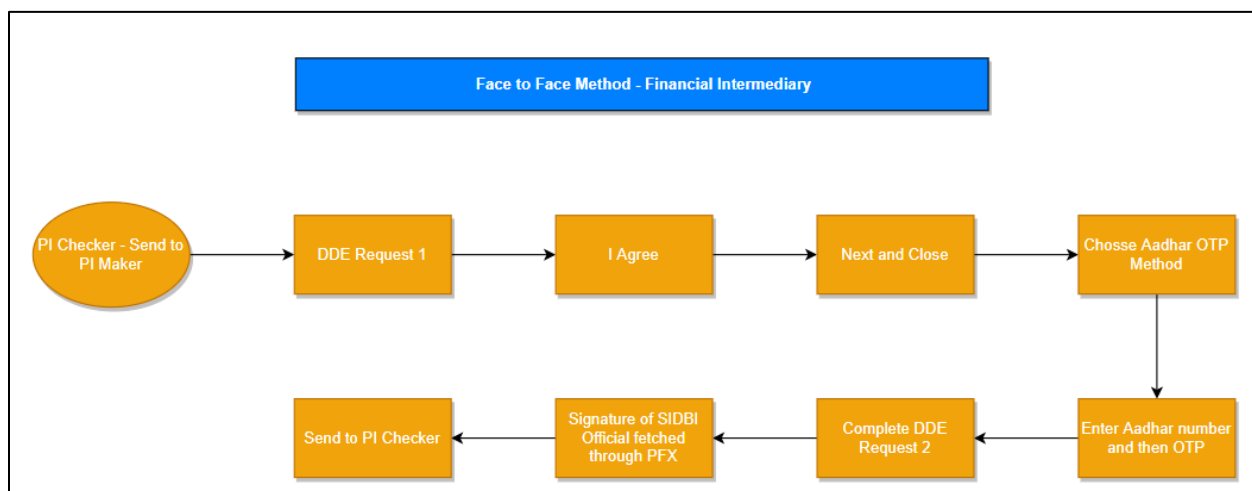 Face to Face Method - Financial Intermediary
PI Checker - Send to
PI Maker
DDE Request 1
I Agree
Next and Close
Chosse Aadhar OTP
Method
Enter Aadhar number
and then OTP
Complete DDE
Request 2
Signature of SIDBI
Official fetched
through PFX
Send to PI Checker